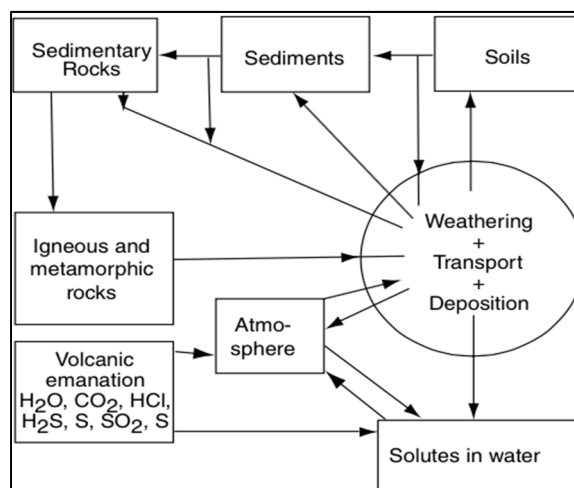 Sedimentary
Rocks
Sediments
Soils
Igneous and
metamorphic
rocks
Weathering
+
Transport
+
Deposition
Atmo-
sphere
Volcanic
emanation
H₂O, CO₂, HCl,
H₂S, S, SO₂, S
Solutes in water